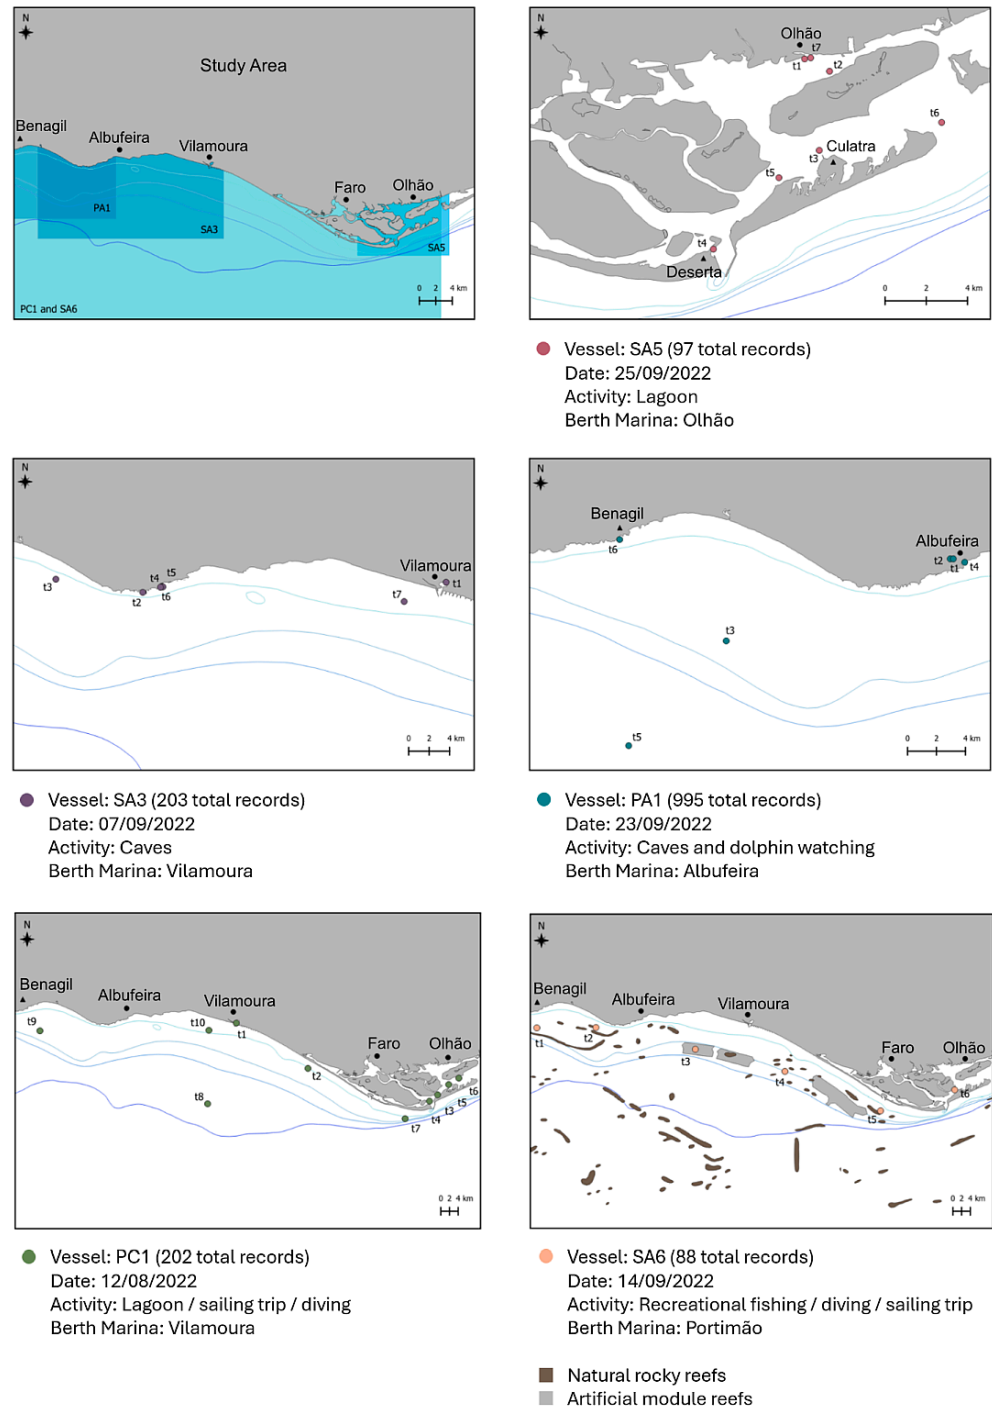 N
Study Area
Benagil
Albufeira
Vilamoura
Faro
Olhão
PA1
SA3
SA5
PC1 and SA6
0 2 4 km
N
Olhão
t7
t1
t2
t6
Culatra
t3
t5
t4
Deserta
0 2 4 km
Vessel: SA5 (97 total records)
Date: 25/09/2022
Activity: Lagoon
Berth Marina: Olhão
N
Vilamoura
t5
t4
t3
t1
t6
t2
t7
0 2 4 km
Vessel: SA3 (203 total records)
Date: 07/09/2022
Activity: Caves
Berth Marina: Vilamoura
N
Benagil
Albufeira
t6
t2
t1
t4
t3
t5
0 2 4 km
Vessel: PA1 (995 total records)
Date: 23/09/2022
Activity: Caves and dolphin watching
Berth Marina: Albufeira
N
Benagil
Albufeira
Vilamoura
t9
t10
t1
Faro
Olhão
t2
t6
t8
t5
t3
t4
t7
0 2 4 km
Vessel: PC1 (202 total records)
Date: 12/08/2022
Activity: Lagoon / sailing trip / diving
Berth Marina: Vilamoura
N
Benagil
Albufeira
Vilamoura
t1
t2
Faro
Olhão
t3
t4
t6
t5
0 2 4 km
Vessel: SA6 (88 total records)
Date: 14/09/2022
Activity: Recreational fishing / diving / sailing trip
Berth Marina: Portimão
Natural rocky reefs
Artificial module reefs